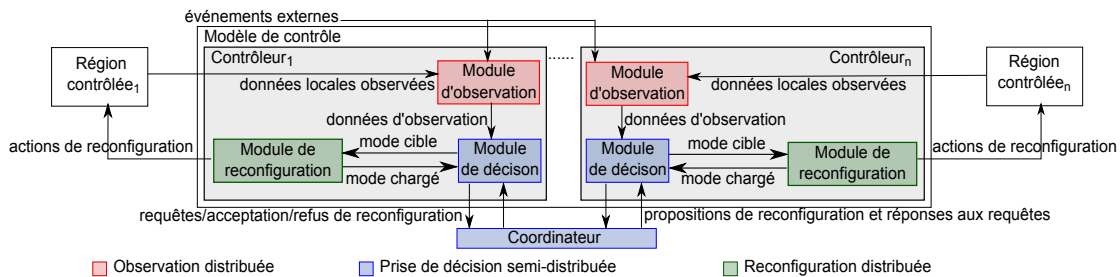 événements externes
Modèle de contrôle
Contrôleur1
Contrôleurn
Région
contrôlée1
Module
d'observation
données locales observées
......
Module
d'observation
données locales observées
Région
contrôléen
données d'observation
données d'observation
actions de reconfiguration
Module de
reconfiguration
mode cible
mode chargé
Module
de décison
Module
de décison
mode cible
mode chargé
Module de
reconfiguration
actions de reconfiguration
requêtes/acceptation/refus de reconfiguration
propositions de reconfiguration et réponses aux requêtes
Coordinateur
Observation distribuée
Prise de décision semi-distribuée
Reconfiguration distribuée